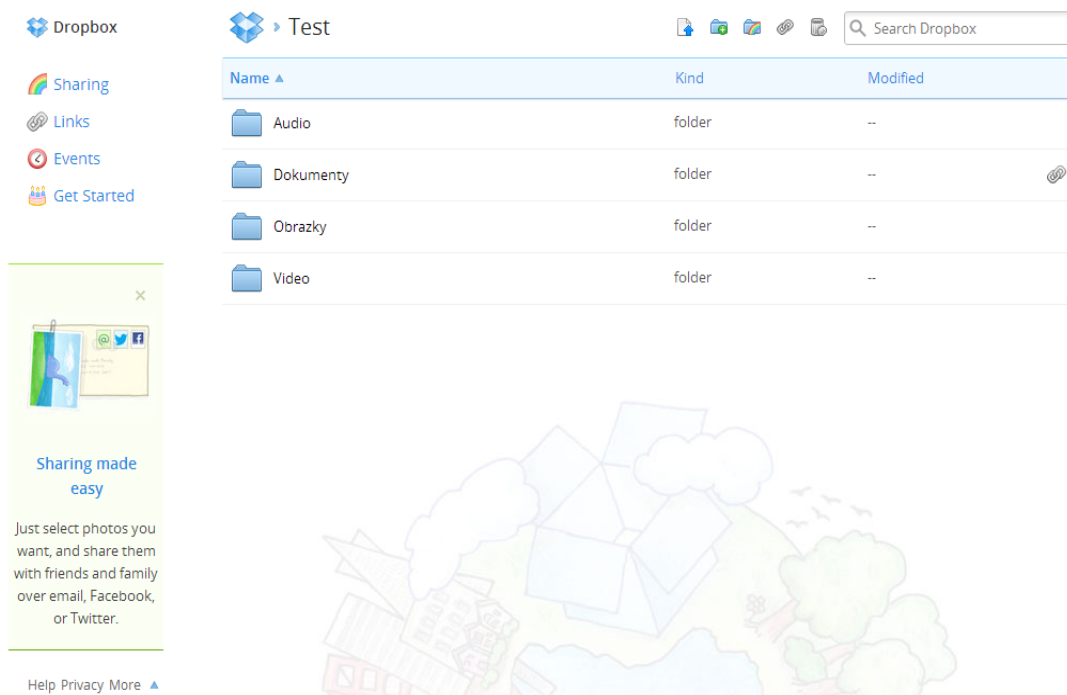 Dropbox
Sharing
Links
Events
Get Started
Sharing made
easy
Just select photos you
want, and share them
with friends and family
over email, Facebook,
or Twitter.
Help Privacy More
› Test
Search Dropbox
Name Kind Modified
Audio folder --
Dokumenty folder --
Obrazky folder --
Video folder --